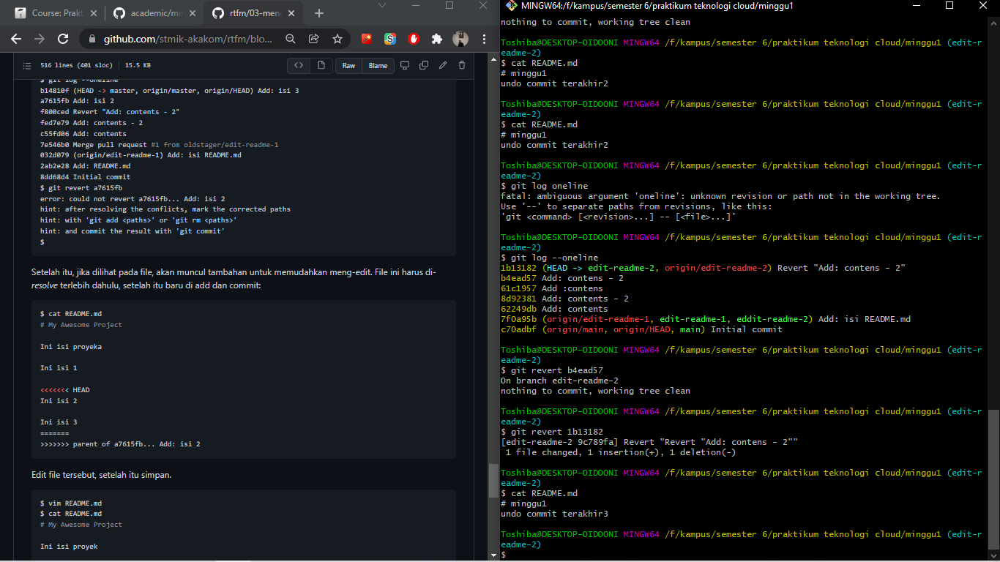 Course: Prakt
academic/min
rtfm/03-meng
github.com/stmik-akakom/rtfm/blo...
516 lines (401 sloc)
15.5 KB
Raw
Blame
$ git log --oneline
b14810f (HEAD -> master, origin/master, origin/HEAD) Add: isi 3
a7615fb Add: isi 2
f800ced Revert "Add: contents - 2"
fed7e79 Add: contents - 2
c55fd06 Add: contents
7e546b0 Merge pull request #1 from oldstager/edit-readme-1
032d079 (origin/edit-readme-1) Add: isi README.md
2ab2e28 Add: README.md
8dd68d4 Initial commit
$ git revert a7615fb
error: could not revert a7615fb... Add: isi 2
hint: after resolving the conflicts, mark the corrected paths
hint: with 'git add <paths>' or 'git rm <paths>'
hint: and commit the result with 'git commit'
$
Setelah itu, jika dilihat pada file, akan muncul tambahan untuk memudahkan meng-edit. File ini harus di-
resolve terlebih dahulu, setelah itu baru di add dan commit:
$ cat README.md
# My Awesome Project
Ini isi proyeka
Ini isi 1
<<<<<<< HEAD
Ini isi 2
Ini isi 3
=======
>>>>>>> parent of a7615fb... Add: isi 2
Edit file tersebut, setelah itu simpan.
$ vim README.md
$ cat README.md
# My Awesome Project
Ini isi proyek
MINGW64:/f/kampus/semester 6/praktikum teknologi cloud/minggu1
nothing to commit, working tree clean
Toshiba@DESKTOP-OIDOONI MINGW64 /f/kampus/semester 6/praktikum teknologi cloud/minggu1 (edit-r
eadme-2)
$ cat README.md
# minggu1
undo commit terakhir2
Toshiba@DESKTOP-OIDOONI MINGW64 /f/kampus/semester 6/praktikum teknologi cloud/minggu1 (edit-r
eadme-2)
$ cat README.md
# minggu1
undo commit terakhir2
Toshiba@DESKTOP-OIDOONI MINGW64 /f/kampus/semester 6/praktikum teknologi cloud/minggu1 (edit-r
eadme-2)
$ git log oneline
fatal: ambiguous argument 'oneline': unknown revision or path not in the working tree.
Use '--' to separate paths from revisions, like this:
'git <command> [<revision>...] -- [<file>...]'
Toshiba@DESKTOP-OIDOONI MINGW64 /f/kampus/semester 6/praktikum teknologi cloud/minggu1 (edit-r
eadme-2)
$ git log --oneline
1b13182 (HEAD -> edit-readme-2, origin/edit-readme-2) Revert "Add: contens - 2"
b4ead57 Add: contens - 2
61c1957 Add :contens
8d92381 Add: contents - 2
62249db Add: contents
7f0a95b (origin/edit-readme-1, edit-readme-1, eddit-readme-2) Add: isi README.md
c70adbf (origin/main, origin/HEAD, main) Initial commit
Toshiba@DESKTOP-OIDOONI MINGW64 /f/kampus/semester 6/praktikum teknologi cloud/minggu1 (edit-r
eadme-2)
$ git revert b4ead57
On branch edit-readme-2
nothing to commit, working tree clean
Toshiba@DESKTOP-OIDOONI MINGW64 /f/kampus/semester 6/praktikum teknologi cloud/minggu1 (edit-r
eadme-2)
$ git revert 1b13182
[edit-readme-2 9c789fa] Revert "Revert "Add: contens - 2""
1 file changed, 1 insertion(+), 1 deletion(-)
Toshiba@DESKTOP-OIDOONI MINGW64 /f/kampus/semester 6/praktikum teknologi cloud/minggu1 (edit-r
eadme-2)
$ cat README.md
# minggu1
undo commit terakhir3
Toshiba@DESKTOP-OIDOONI MINGW64 /f/kampus/semester 6/praktikum teknologi cloud/minggu1 (edit-r
eadme-2)
$